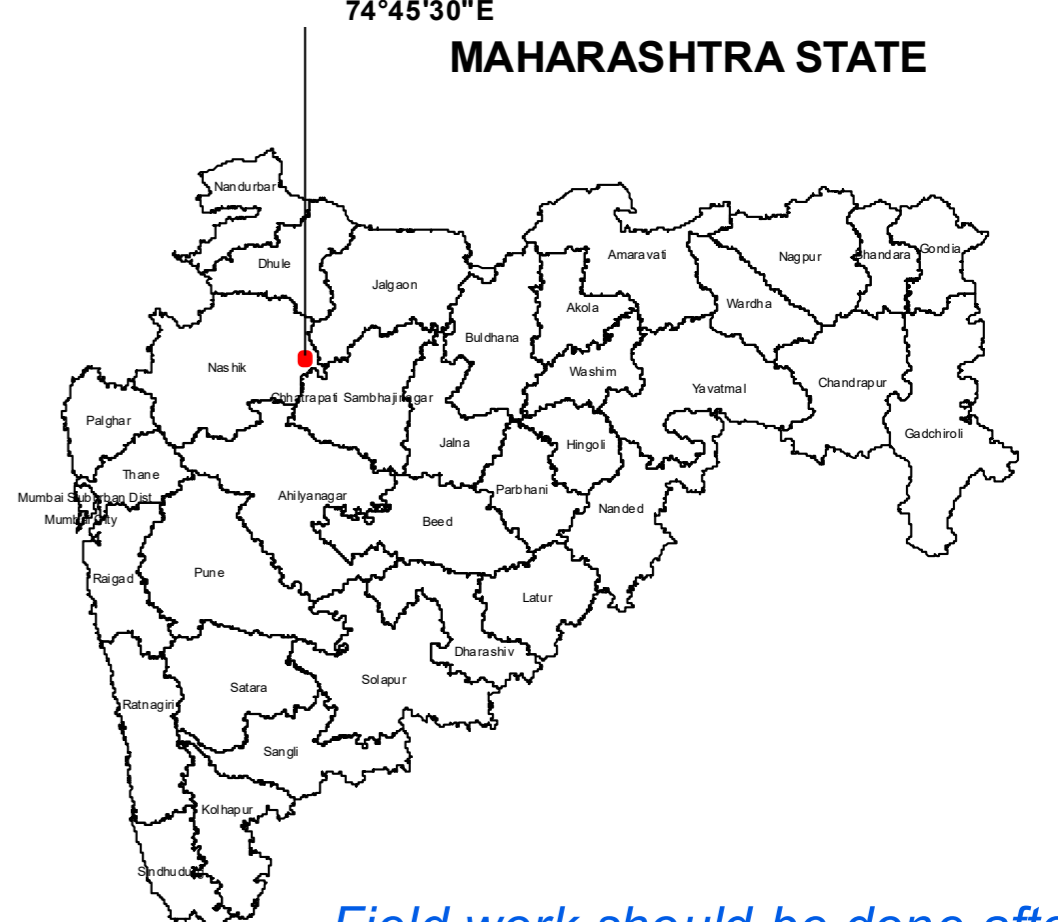 74°45'30"E
MAHARASHTRA STATE
Nandurbar
Dhule
Jalgaon
Amaravati
Nagpur
Bhandara
Gondia
Akola
Wardha
Buldhana
Nashik
Washim
Yavatmal
Chandrapur
Chhatrapati Sambhajinagar
Palghar
Jalna
Hingoli
Gadchiroli
Thane
Parbhani
Mumbai Suburban Dist
Ahilyanagar
Nanded
Mumbai City
Beed
Raigad
Pune
Latur
Dharashiv
Solapur
Satara
Ratnagiri
Sangli
Kolhapur
Field work should be done